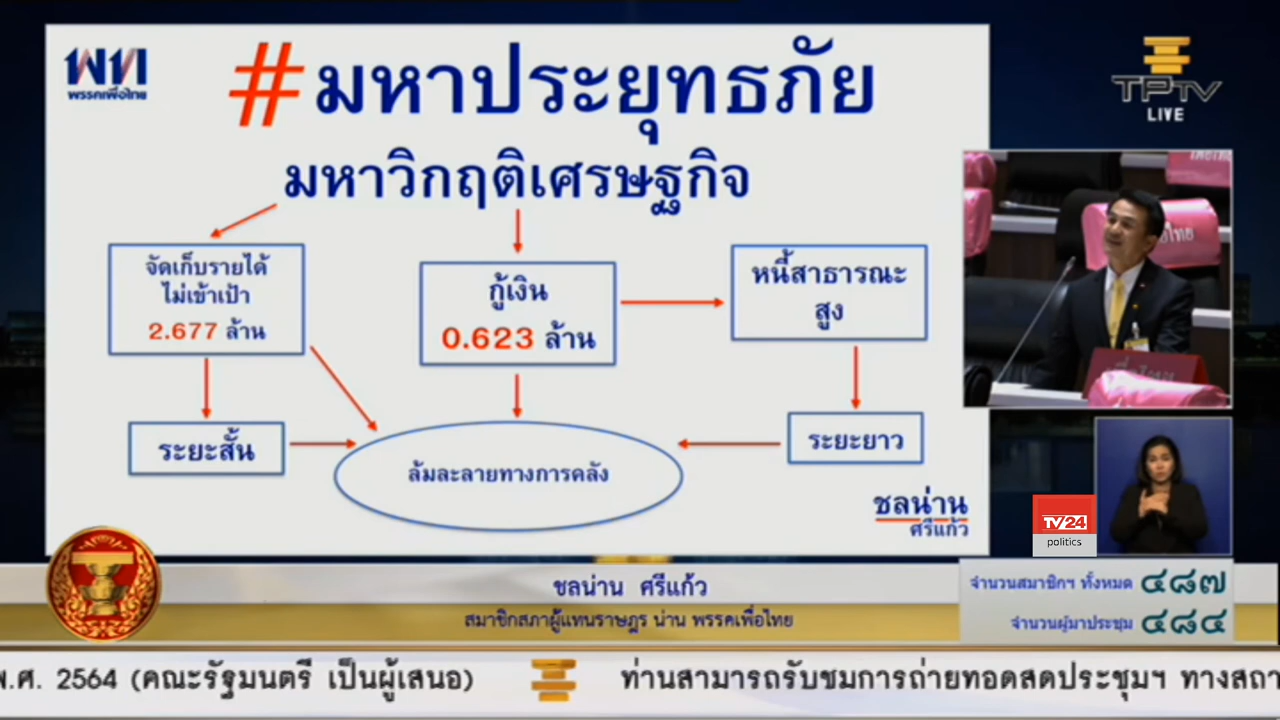 พท
พรรคเพื่อไทย
#มหาประยุทธภัย
มหาวิกฤติเศรษฐกิจ
จัดเก็บรายได้
ไม่เข้าเป้า
2.677 ล้าน
กู้เงิน
0.623 ล้าน
หนี้สาธารณะ
สูง
ระยะสั้น
ล้มละลายทางการคลัง
ระยะยาว
ชลน่าน
ศรีแก้ว
TPTV
LIVE
TV24
politics
ชลน่าน ศรีแก้ว
สมาชิกสภาผู้แทนราษฎร น่าน พรรคเพื่อไทย
จำนวนสมาชิกฯ ทั้งหมด ๔๘๗
จำนวนผู้มาประชุม ๔๘๔
พ.ศ. 2564 (คณะรัฐมนตรี เป็นผู้เสนอ) ท่านสามารถรับชมการถ่ายทอดสดประชุมฯ ทางสถา